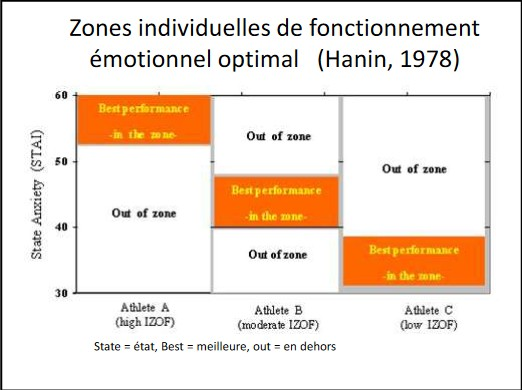 Zones individuelles de fonctionnement
émotionnel optimal (Hanin, 1978)
State Anxiety (STAI)
60
50
40
30
Best performance
-in the zone-
Out of zone
Out of zone
Best performance
-in the zone-
Out of zone
Out of zone
Best performance
-in the zone-
Athlete A
(high IZOF)
Athlete B
(moderate IZOF)
Athlete C
(low IZOF)
State = état, Best = meilleure, out = en dehors